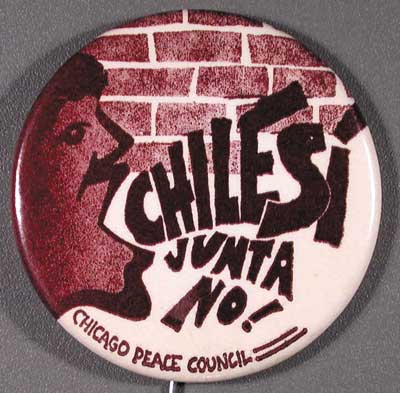 CHILE SÍ
JUNTA
NO!
CHICAGO PEACE COUNCIL